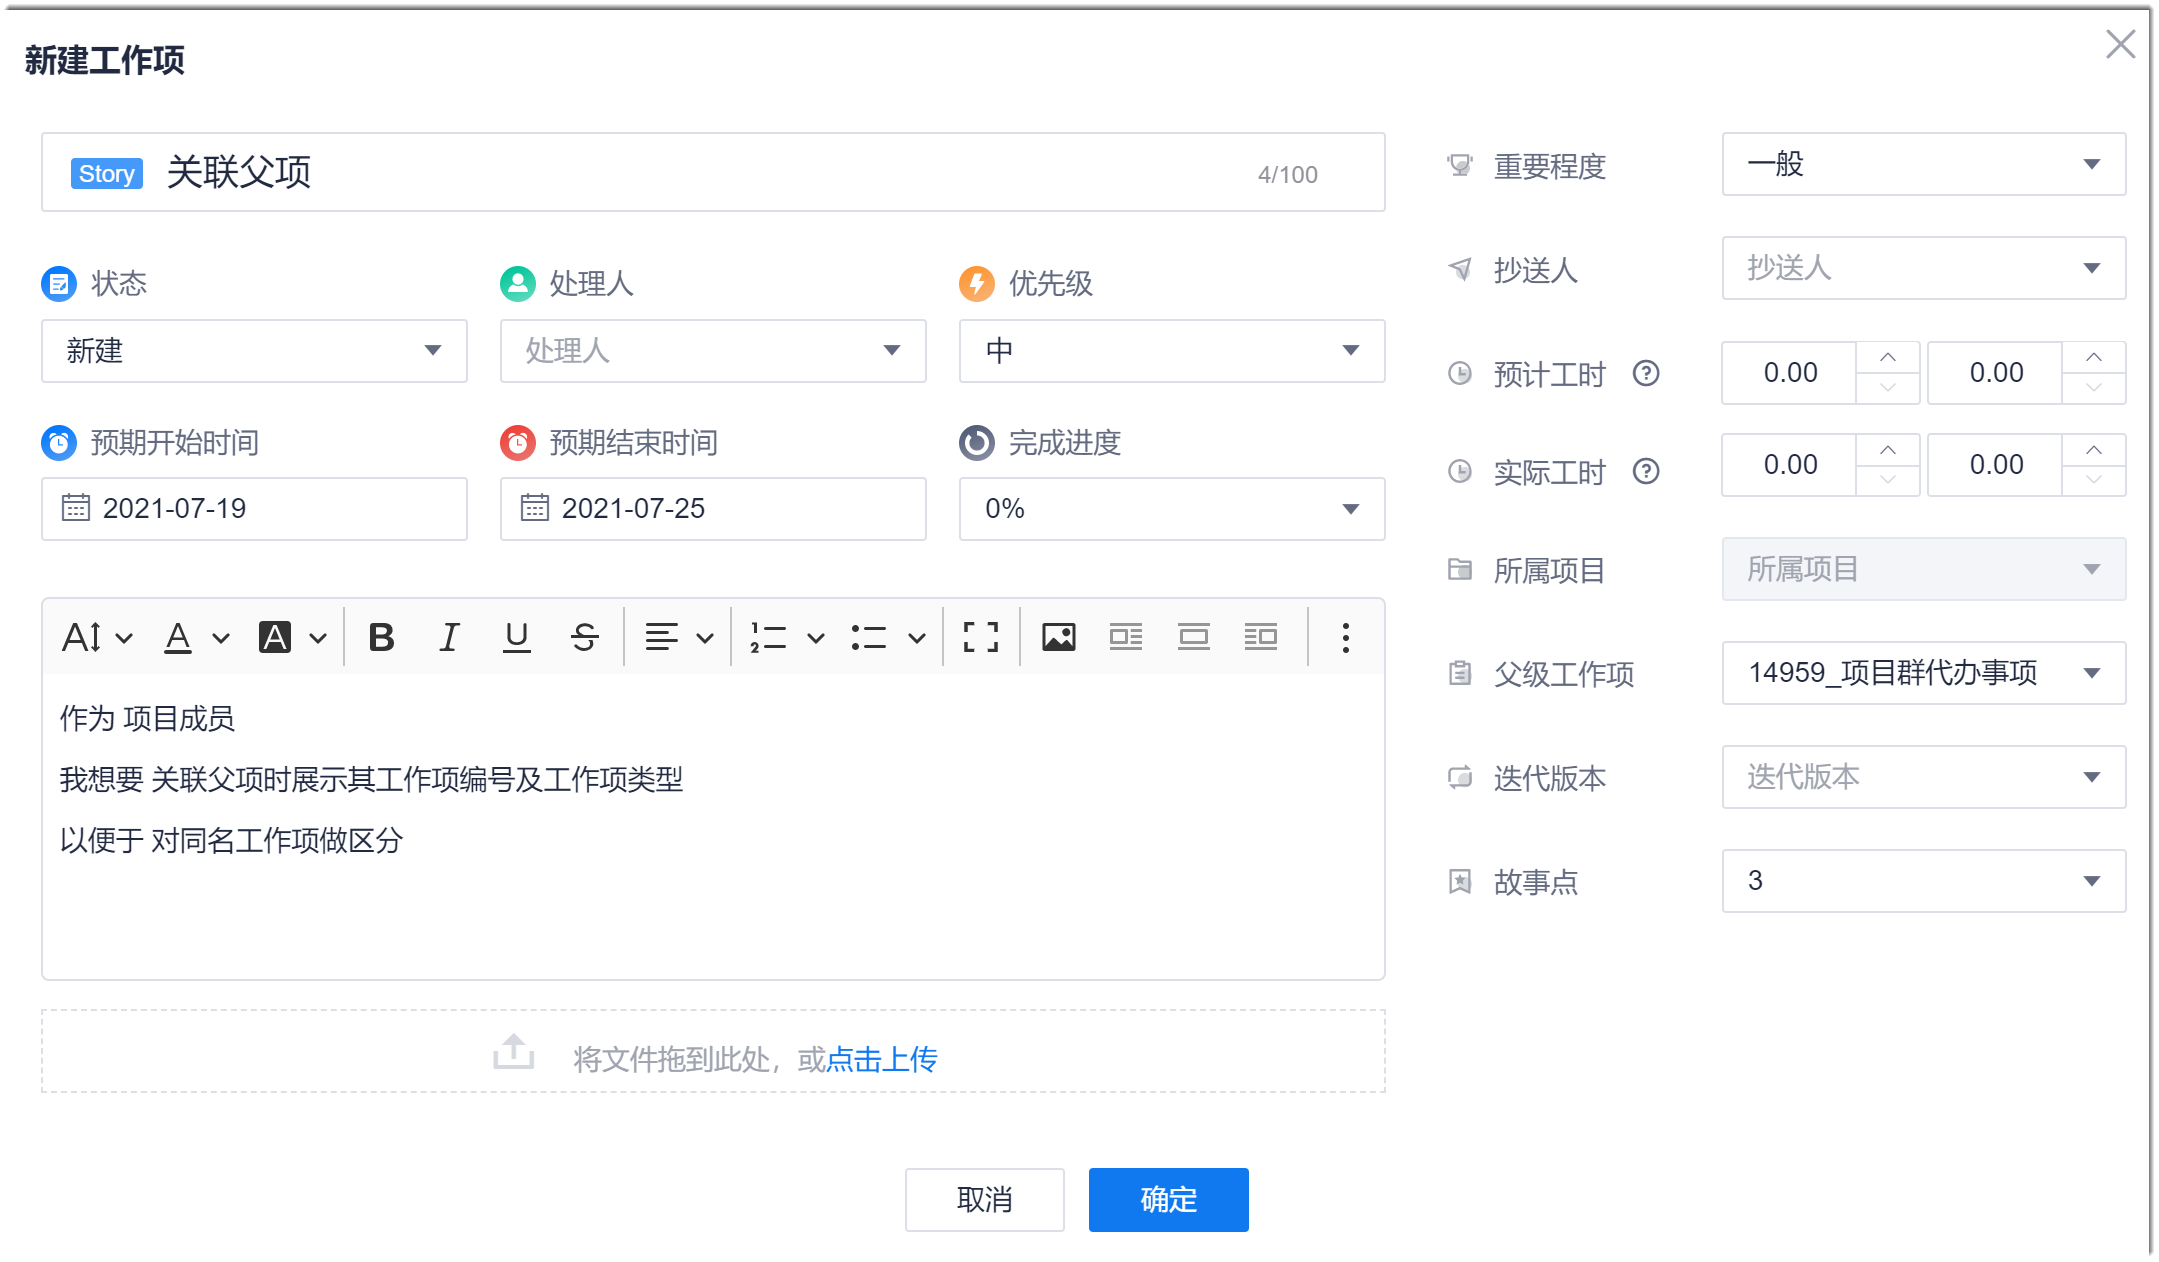 新建工作项
Story 关联父项 4/100
状态
新建
处理人
处理人
优先级
中
预期开始时间
2021-07-19
预期结束时间
2021-07-25
完成进度
0%
作为 项目成员
我想要 关联父项时展示其工作项编号及工作项类型
以便于 对同名工作项做区分
将文件拖到此处，或点击上传
重要程度 一般
抄送人 抄送人
预计工时 0.00 0.00
实际工时 0.00 0.00
所属项目 所属项目
父级工作项 14959_项目群代办事项
迭代版本 迭代版本
故事点 3
取消 确定